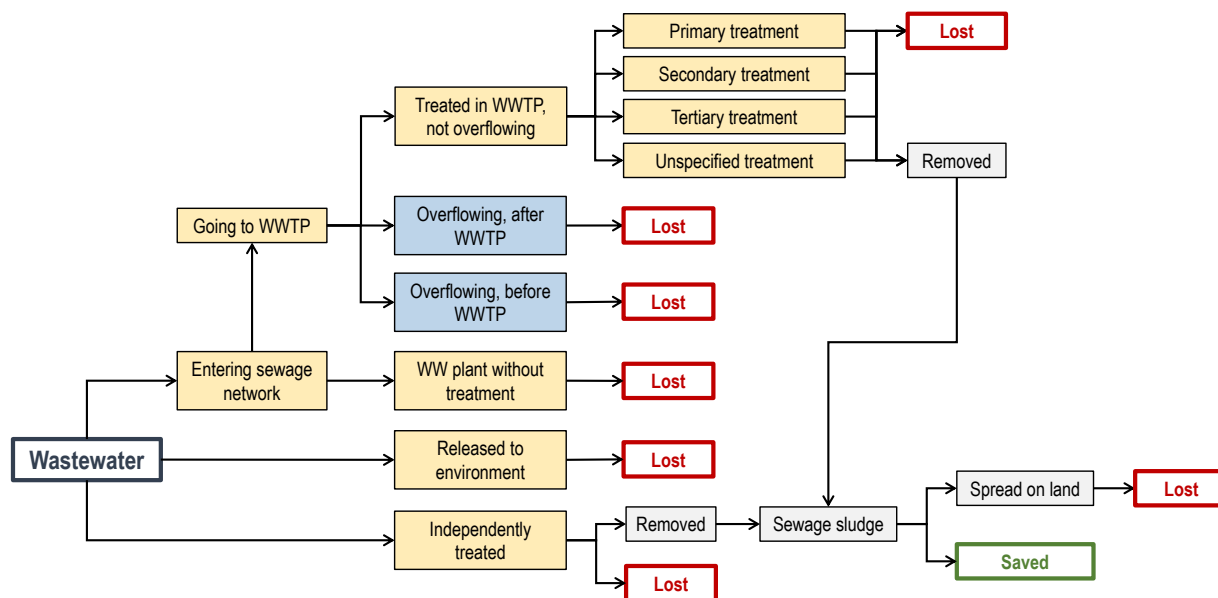 Primary treatment
Lost
Secondary treatment
Treated in WWTP,
not overflowing
Tertiary treatment
Unspecified treatment
Removed
Going to WWTP
Overflowing, after
WWTP
Lost
Overflowing, before
WWTP
Lost
Entering sewage
network
WW plant without
treatment
Lost
Wastewater
Released to
environment
Lost
Spread on land
Lost
Independently
treated
Removed
Sewage sludge
Saved
Lost